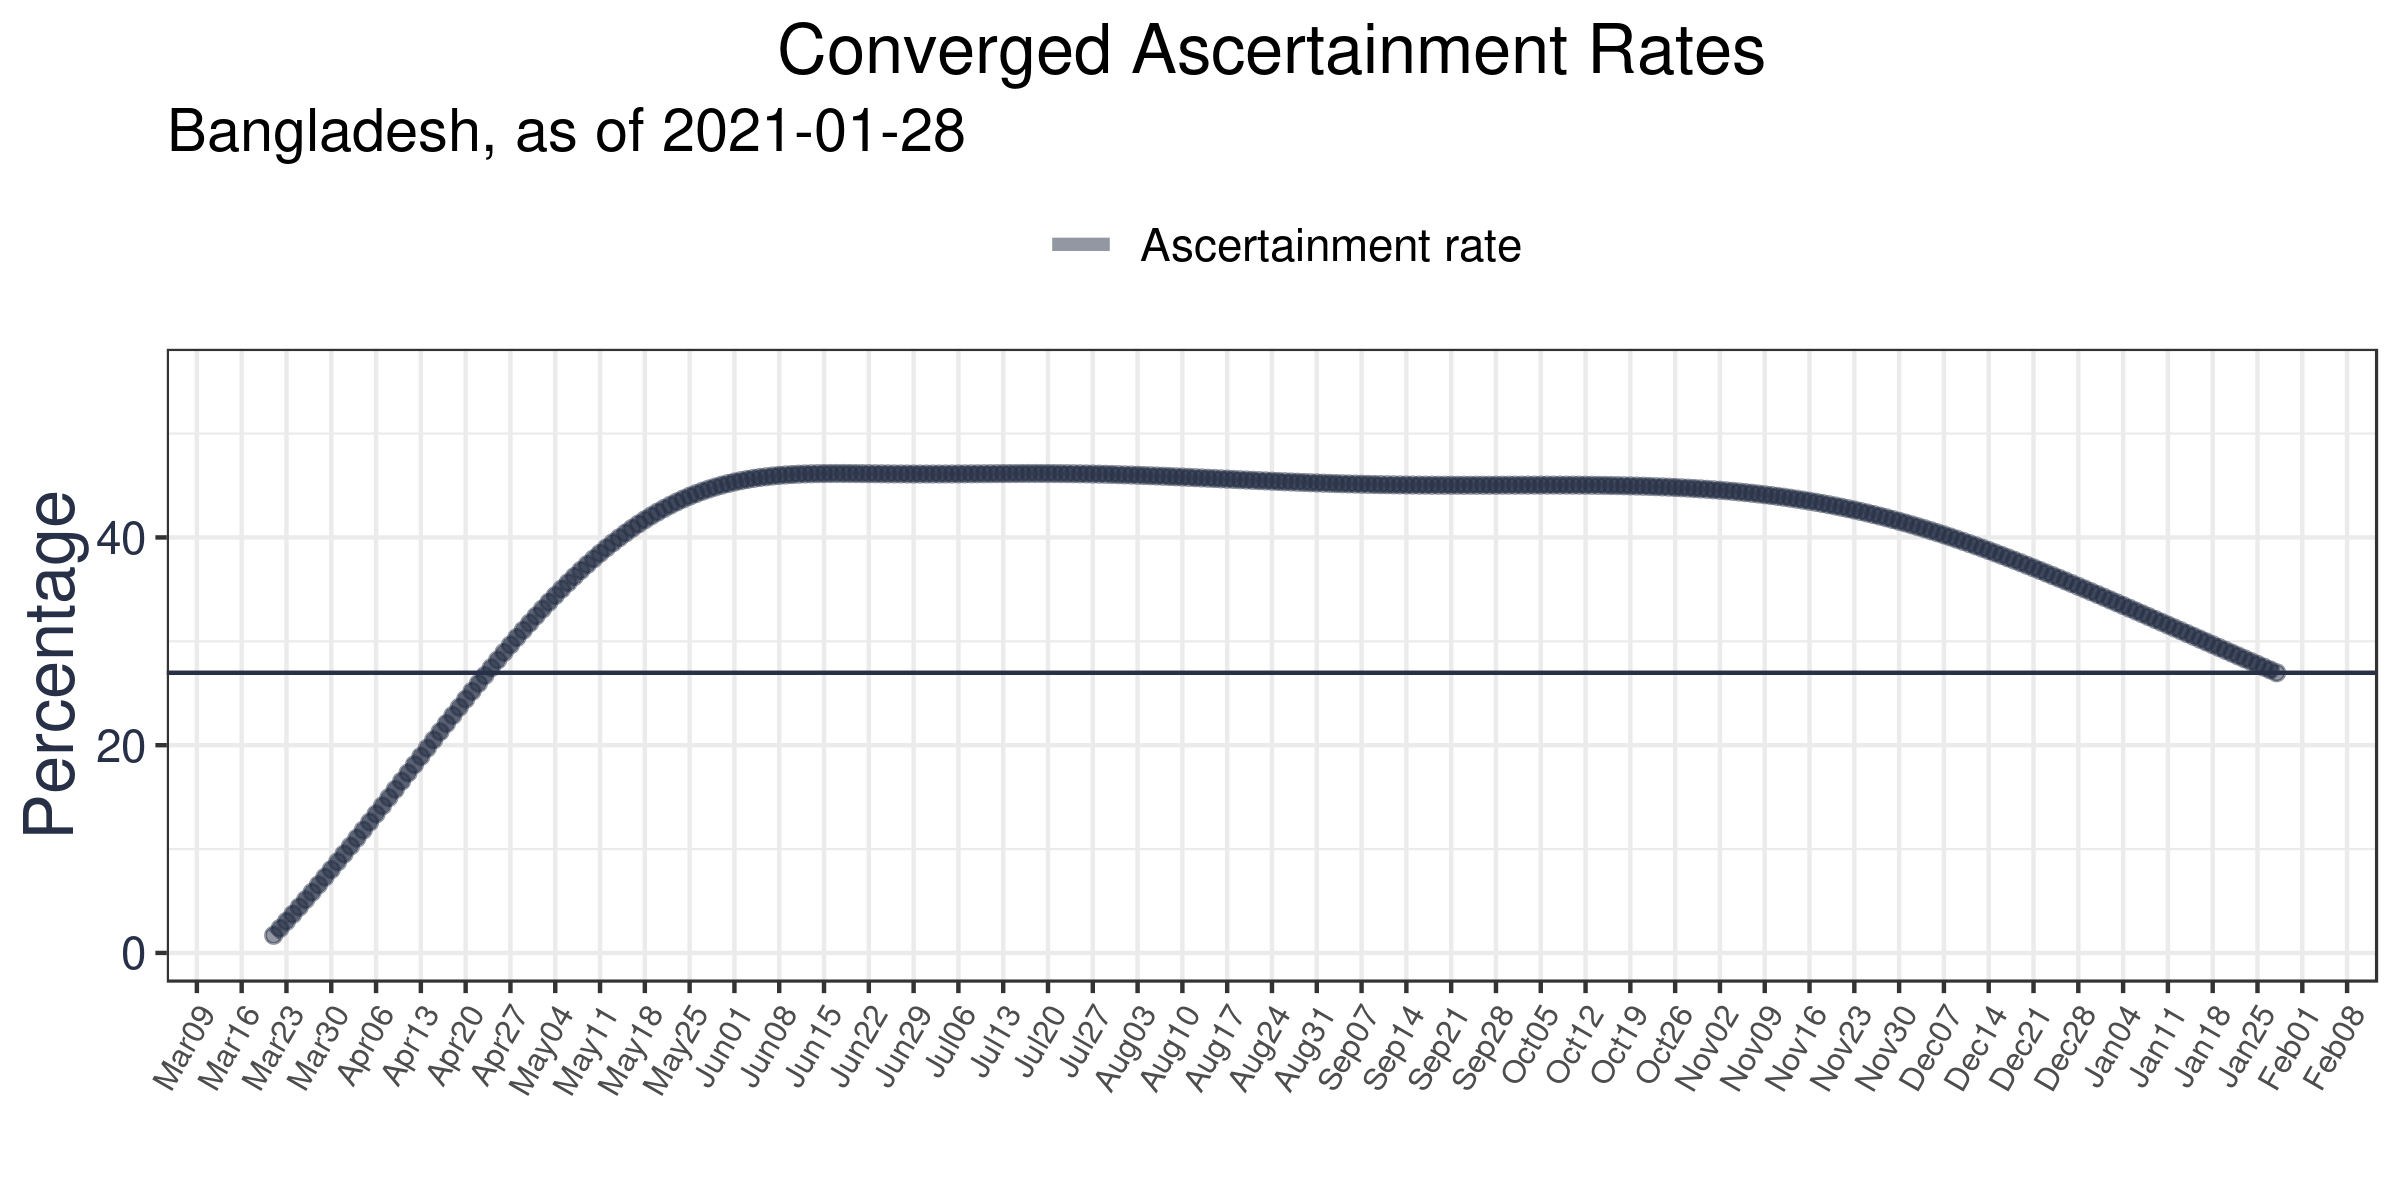 Converged Ascertainment Rates
Bangladesh, as of 2021-01-28
Ascertainment rate
Percentage
40
20
0
Mar09 Mar16 Mar23 Mar30 Apr06 Apr13 Apr20 Apr27 May04 May11 May18 May25 Jun01 Jun08 Jun15 Jun22 Jun29 Jul06 Jul13 Jul20 Jul27 Aug03 Aug10 Aug17 Aug24 Aug31 Sep07 Sep14 Sep21 Sep28 Oct05 Oct12 Oct19 Oct26 Nov02 Nov09 Nov16 Nov23 Nov30 Dec07 Dec14 Dec21 Dec28 Jan04 Jan11 Jan18 Jan25 Feb01 Feb08